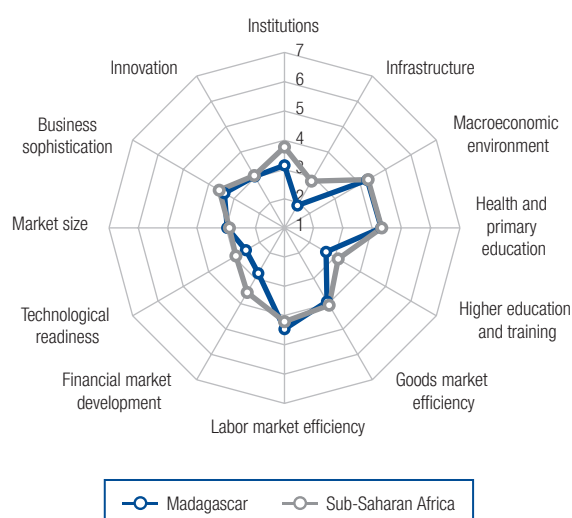 Institutions
Infrastructure
Macroeconomic
environment
Health and
primary
education
Higher education
and training
Goods market
efficiency
Labor market efficiency
Financial market
development
Technological
readiness
Market size
Business
sophistication
Innovation
7
6
5
4
3
2
1
Madagascar
Sub-Saharan Africa